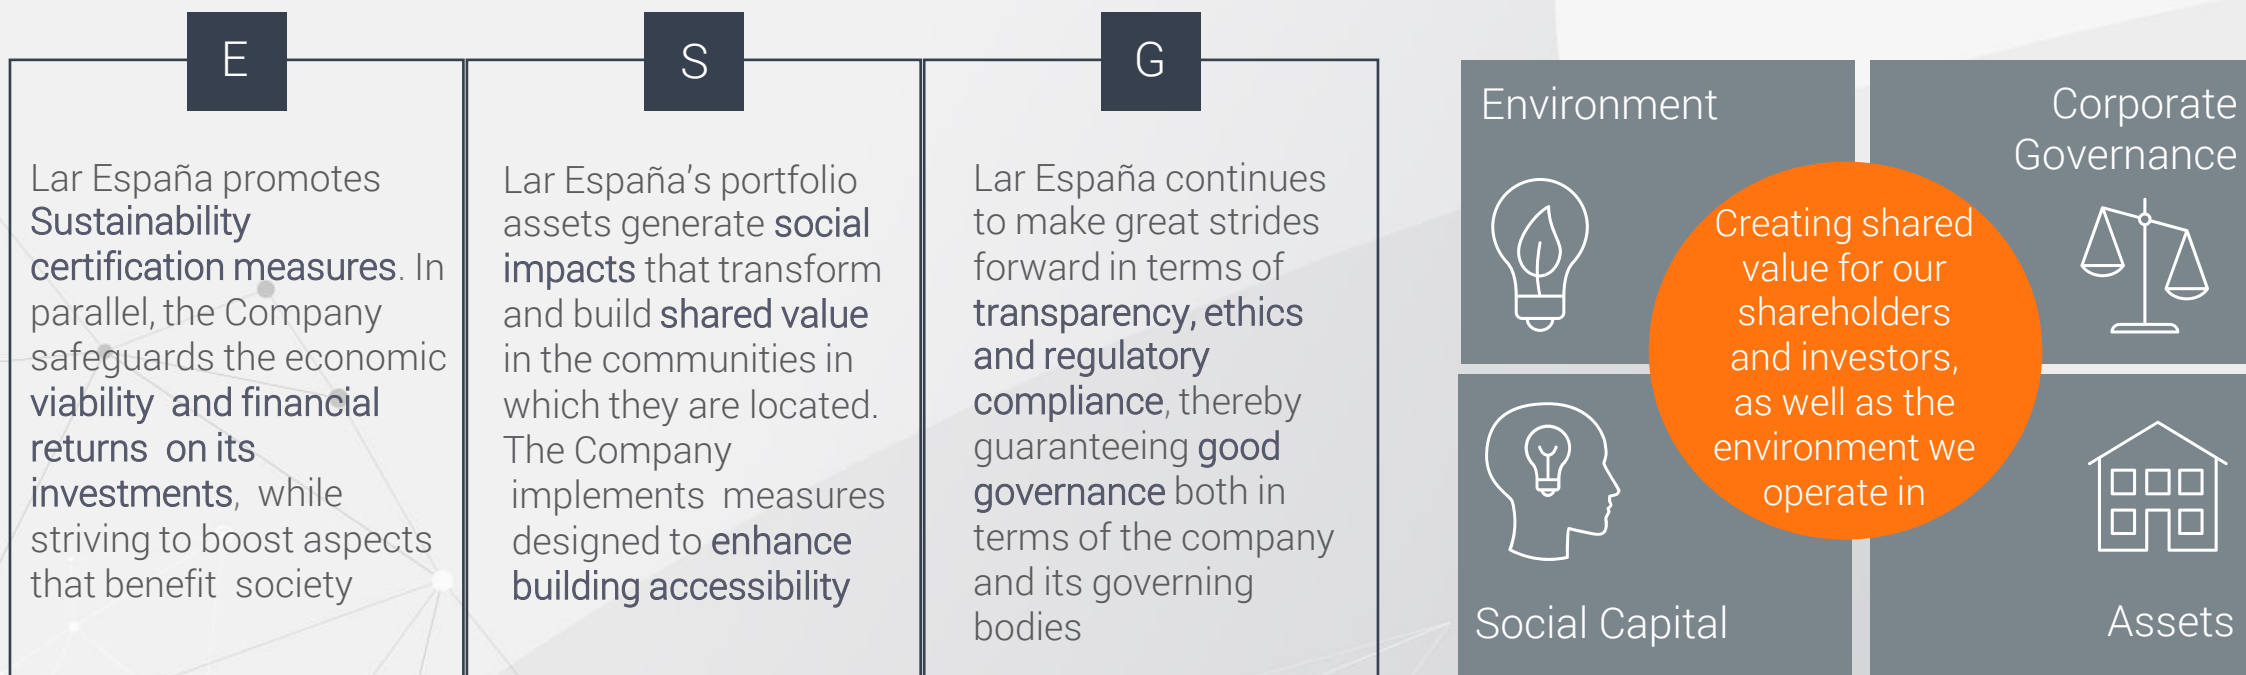 E
Lar España promotes
Sustainability
certification measures. In
parallel, the Company
safeguards the economic
viability and financial
returns on its
investments, while
striving to boost aspects
that benefit society
S
Lar España's portfolio
assets generate social
impacts that transform
and build shared value
in the communities in
which they are located.
The Company
implements measures
designed to enhance
building accessibility
G
Lar España continues
to make great strides
forward in terms of
transparency, ethics
and regulatory
compliance, thereby
guaranteeing good
governance both in
terms of the company
and its governing
bodies
Environment
Corporate
Governance
Creating shared
value for our
shareholders
and investors,
as well as the
environment we
operate in
Social Capital
Assets